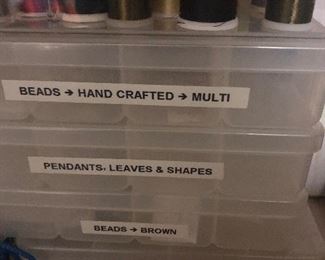 BEADS → HAND CRAFTED → MULTI
PENDANTS, LEAVES & SHAPES
BEADS → BROWN